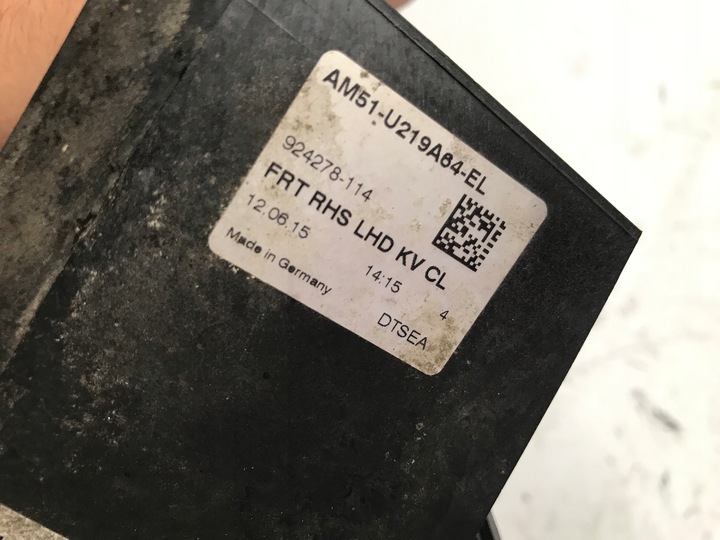 AM51-U219A64-EL
924278-114
FRT RHS LHD KV CL
12.06.15 14:15 4
Made in Germany DTSEA